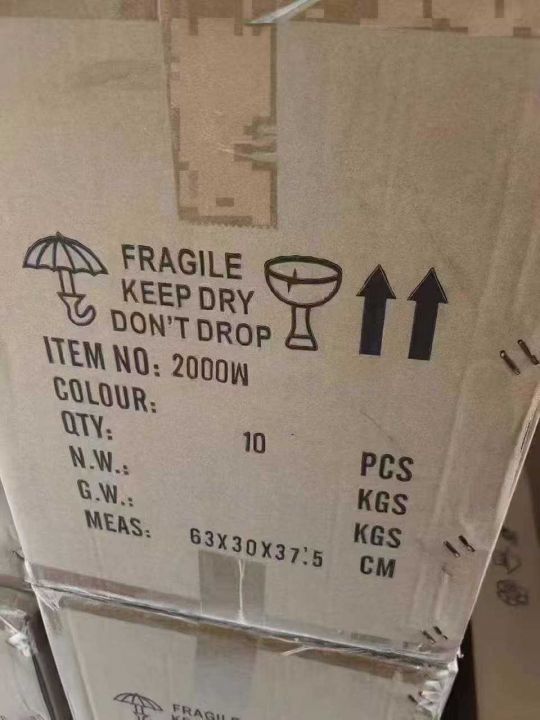 FRAGILE
KEEP DRY
DON'T DROP
ITEM NO: 2000W
COLOUR:
QTY: 10 PCS
N.W.: KGS
G.W.: KGS
MEAS: 63X30X37.5 CM
FRAGILE